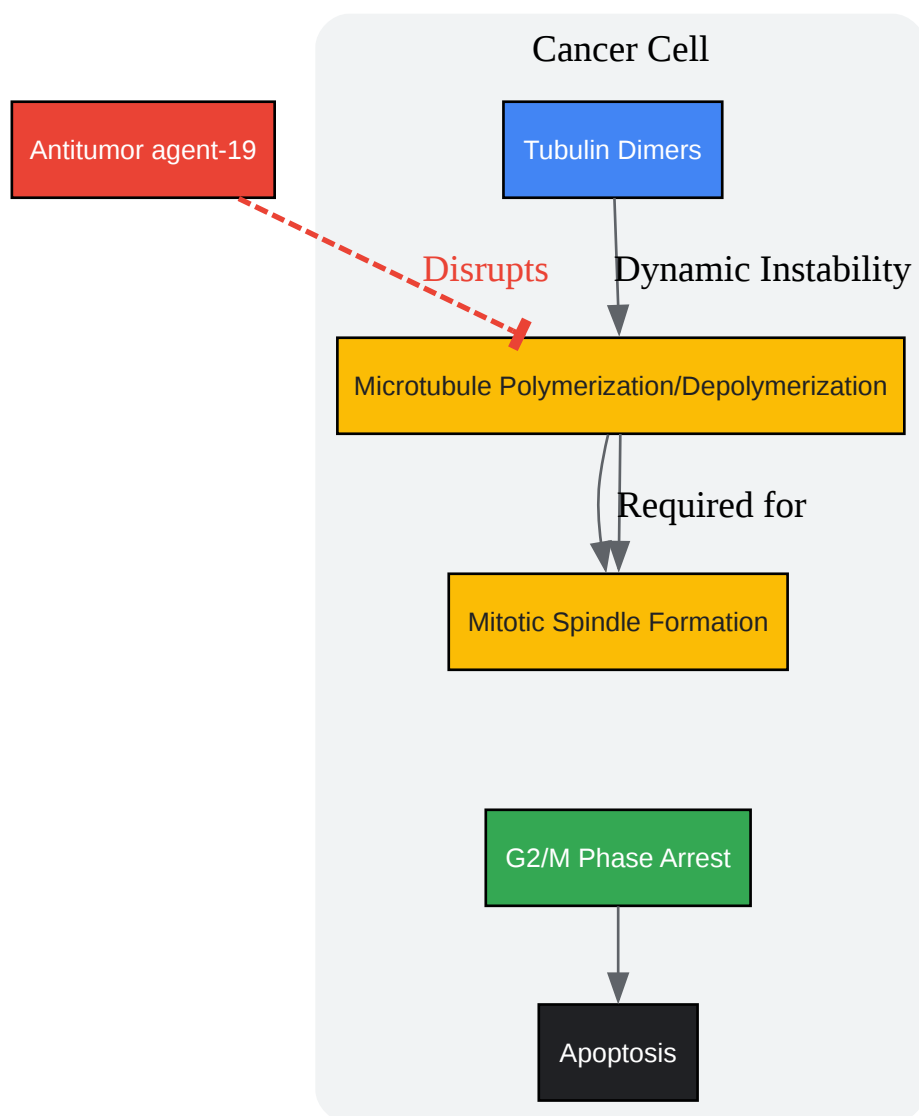 Cancer Cell
Antitumor agent-19
Tubulin Dimers
Disrupts
Dynamic Instability
Microtubule Polymerization/Depolymerization
Required for
Mitotic Spindle Formation
G2/M Phase Arrest
Apoptosis